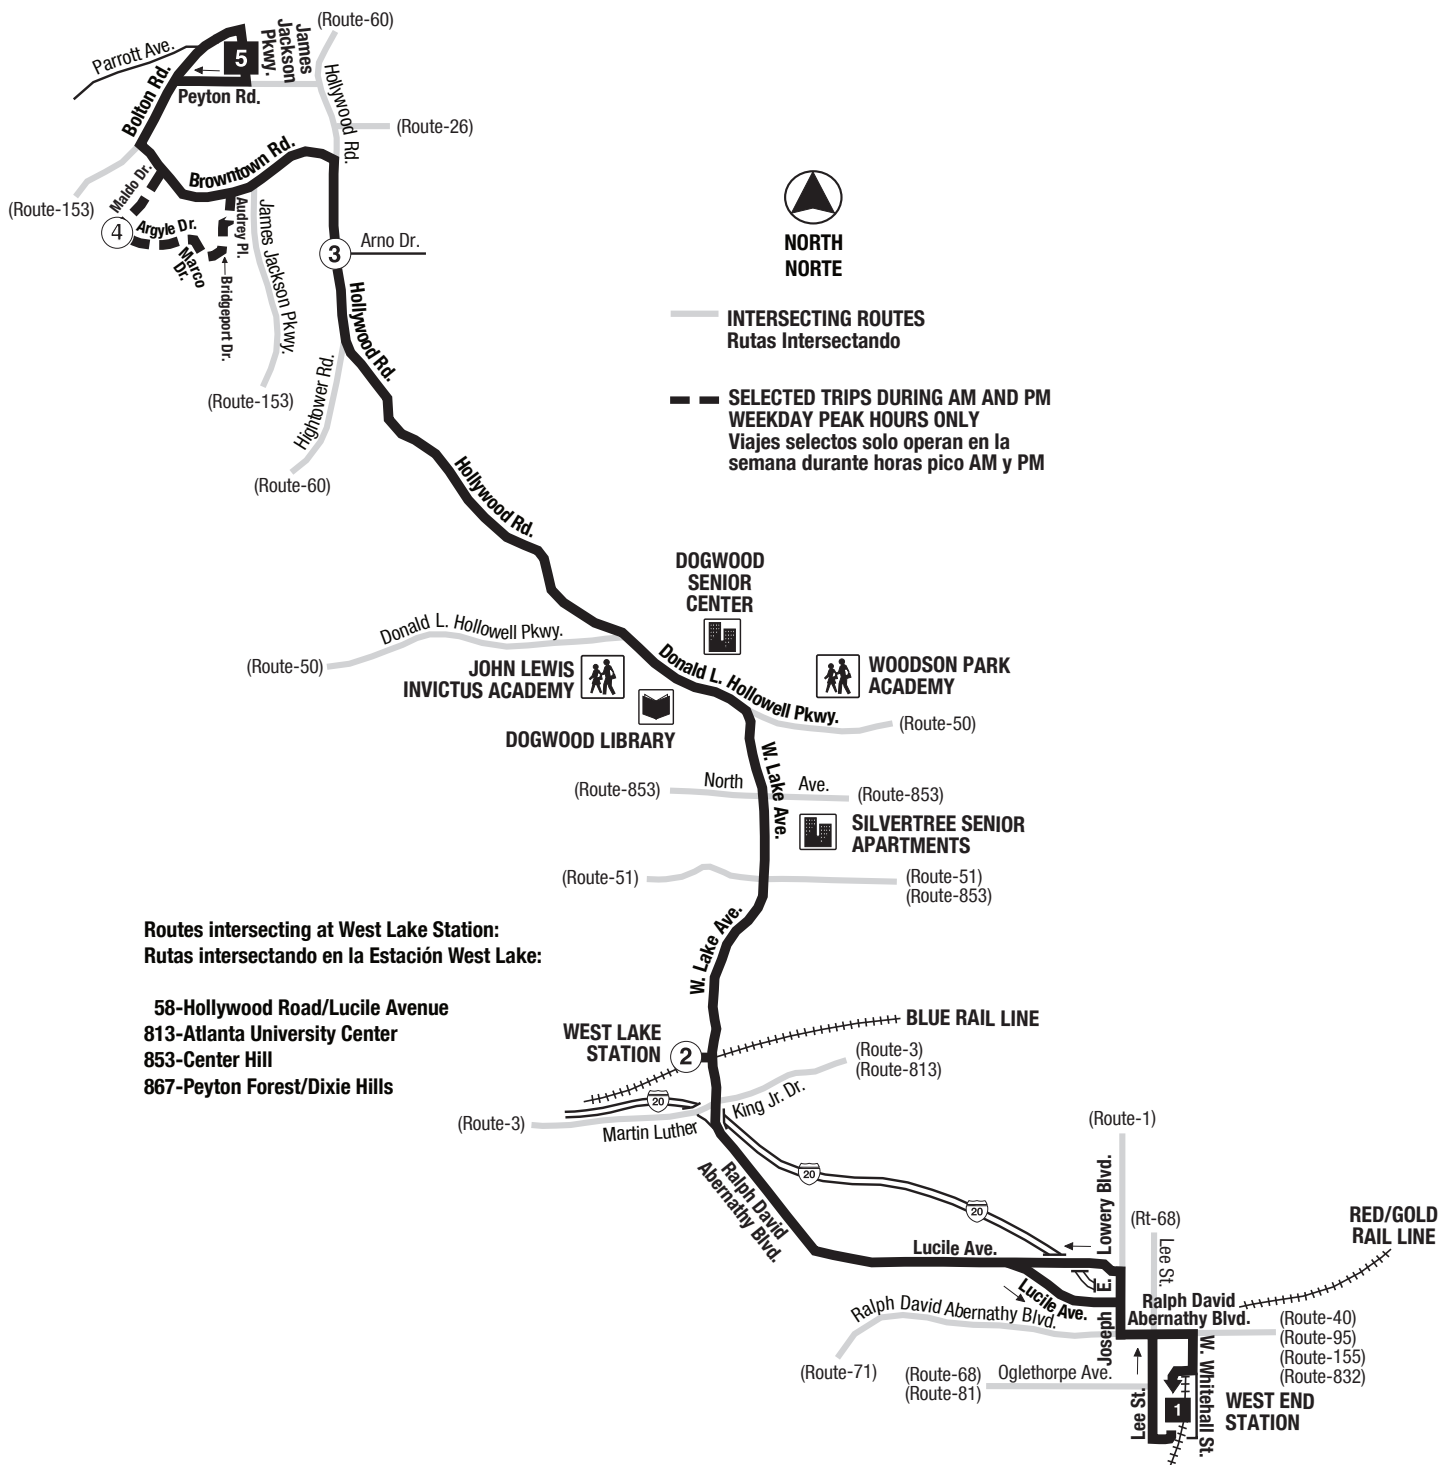 (Route-60)
James
Jackson
Pkwy.
Parrott Ave.
5
Hollywood Rd.
Peyton Rd.
Bolton Rd.
(Route-26)
Browntown Rd.
Maldo Dr.
(Route-153)
4
Argyle Dr.
Marco
Dr.
Audrey Pl.
Bridgeport Dr.
James Jackson Pkwy.
3
Arno Dr.
Hollywood Rd.
(Route-153)
Hightower Rd.
(Route-60)
NORTH
NORTE
INTERSECTING ROUTES
Rutas Intersectando
SELECTED TRIPS DURING AM AND PM
WEEKDAY PEAK HOURS ONLY
Viajes selectos solo operan en la
semana durante horas pico AM y PM
Hollywood Rd.
DOGWOOD
SENIOR
CENTER
Donald L. Hollowell Pkwy.
(Route-50)
JOHN LEWIS
INVICTUS ACADEMY
Donald L. Hollowell Pkwy.
WOODSON PARK
ACADEMY
(Route-50)
DOGWOOD LIBRARY
W. Lake Ave.
(Route-853)
North
Ave.
(Route-853)
SILVERTREE SENIOR
APARTMENTS
(Route-51)
(Route-51)
(Route-853)
W. Lake Ave.
Routes intersecting at West Lake Station:
Rutas intersectando en la Estación West Lake:
58-Hollywood Road/Lucile Avenue
813-Atlanta University Center
853-Center Hill
867-Peyton Forest/Dixie Hills
WEST LAKE
STATION
2
BLUE RAIL LINE
(Route-3)
(Route-813)
20
King Jr. Dr.
(Route-3)
Martin Luther
Ralph David
Abernathy Blvd.
20
20
(Route-1)
Lowery Blvd.
(Rt-68)
Lee St.
RED/GOLD
RAIL LINE
Lucile Ave.
E.
Lucile Ave.
Ralph David
Abernathy Blvd.
Ralph David Abernathy Blvd.
Joseph
(Route-40)
(Route-95)
(Route-155)
(Route-832)
(Route-71)
(Route-68)
(Route-81)
Oglethorpe Ave.
Lee St.
1
W. Whitehall St.
WEST END
STATION